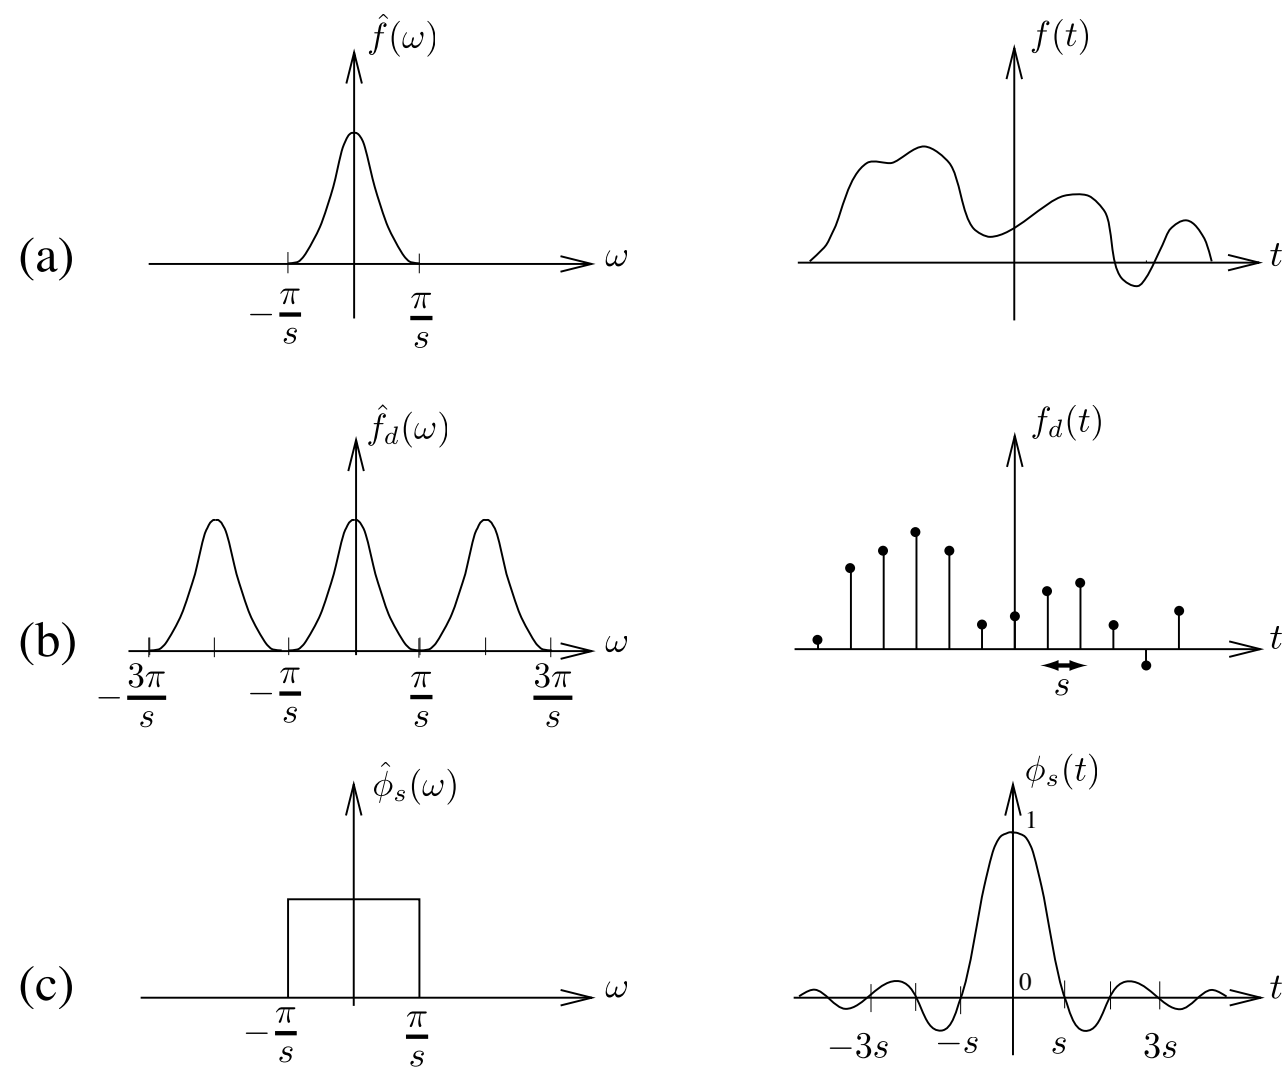 f̂(ω) f(t)
(a) ω t
−π/s π/s
f̂_d(ω) f_d(t)
(b) ω t
−3π/s −π/s π/s 3π/s s
ϕ̂_s(ω) ϕ_s(t)
1
(c) ω 0 t
−π/s π/s −3s −s s 3s